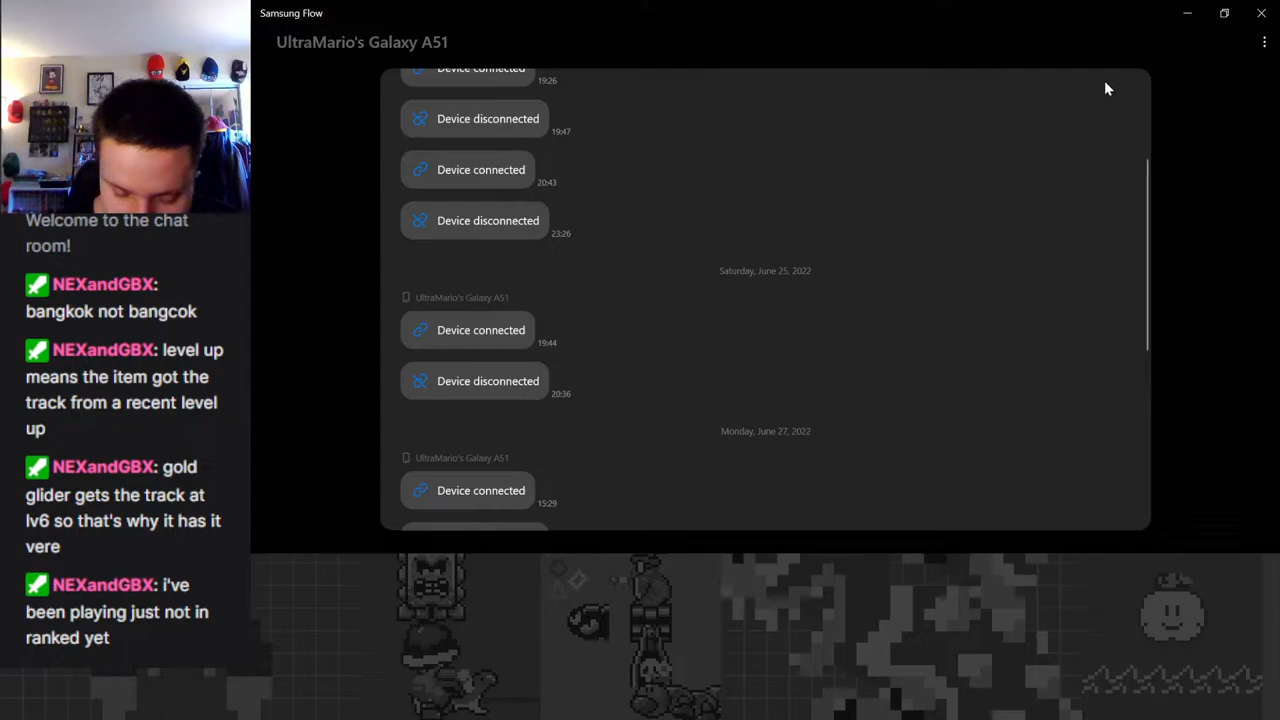 Samsung Flow
UltraMario's Galaxy A51
Device connected
19:26
Device disconnected
19:47
Device connected
20:43
Device disconnected
23:26
Saturday, June 25, 2022
UltraMario's Galaxy A51
Device connected
19:44
Device disconnected
20:36
Monday, June 27, 2022
UltraMario's Galaxy A51
Device connected
15:29
Welcome to the chat
room!
NEXandGBX:
bangkok not bangcok
NEXandGBX: level up
means the item got the
track from a recent level
up
NEXandGBX: gold
glider gets the track at
lv6 so that's why it has it
vere
NEXandGBX: i've
been playing just not in
ranked yet